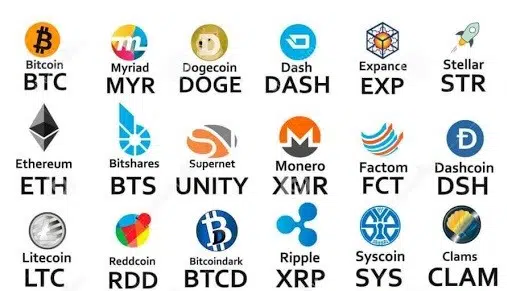 Bitcoin
BTC
Myriad
MYR
Dogecoin
DOGE
Dash
DASH
Expance
EXP
Stellar
STR
Ethereum
ETH
Bitshares
BTS
Supernet
UNITY
Monero
XMR
Factom
FCT
Dashcoin
DSH
Litecoin
LTC
Reddcoin
RDD
Bitcoindark
BTCD
Ripple
XRP
Syscoin
SYS
Clams
CLAM